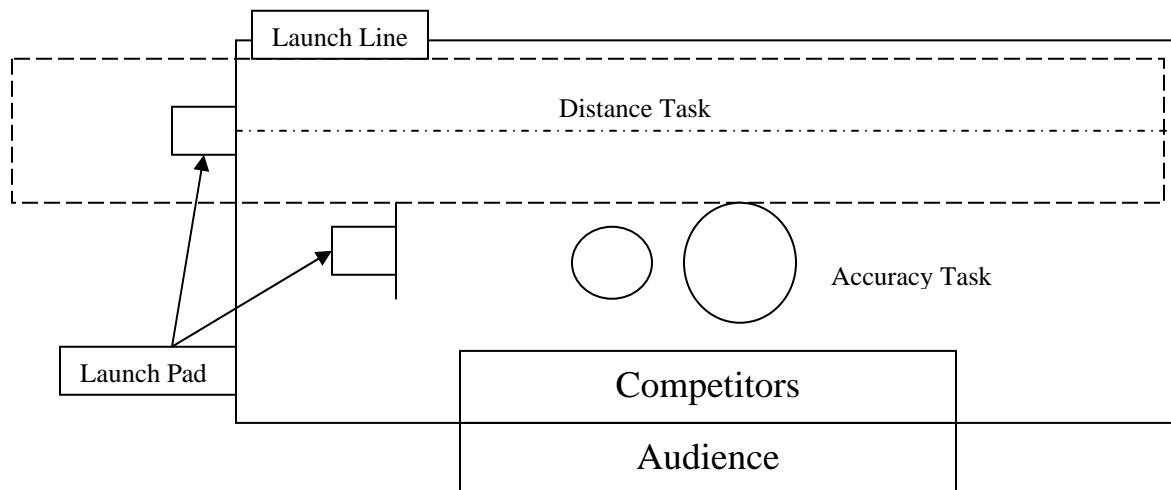 Launch Line
Distance Task
Accuracy Task
Launch Pad
Competitors
Audience